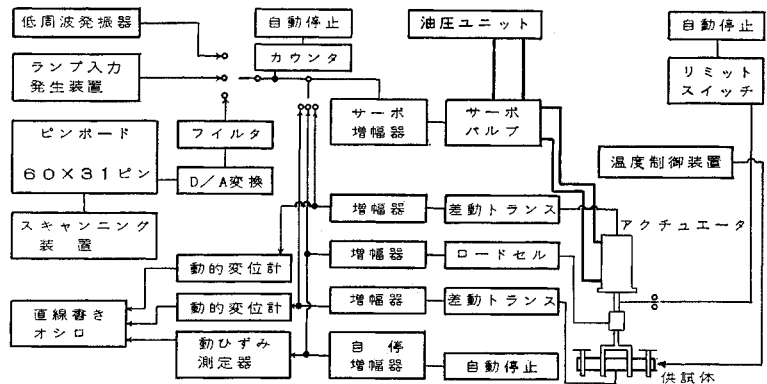 低周波発振器
自動停止
油圧ユニット
自動停止
カウンタ
ランプ入力
発生装置
リミット
スイッチ
サーボ
増幅器
サーボ
バルブ
ピンボード
60×31ピン
フィルタ
D/A変換
温度制御装置
スキャンニング
装置
増幅器
差動トランス
アクチュエータ
動的変位計
増幅器
ロードセル
直線書き
オシロ
動的変位計
増幅器
差動トランス
動ひずみ
測定器
自停
増幅器
自動停止
供試体